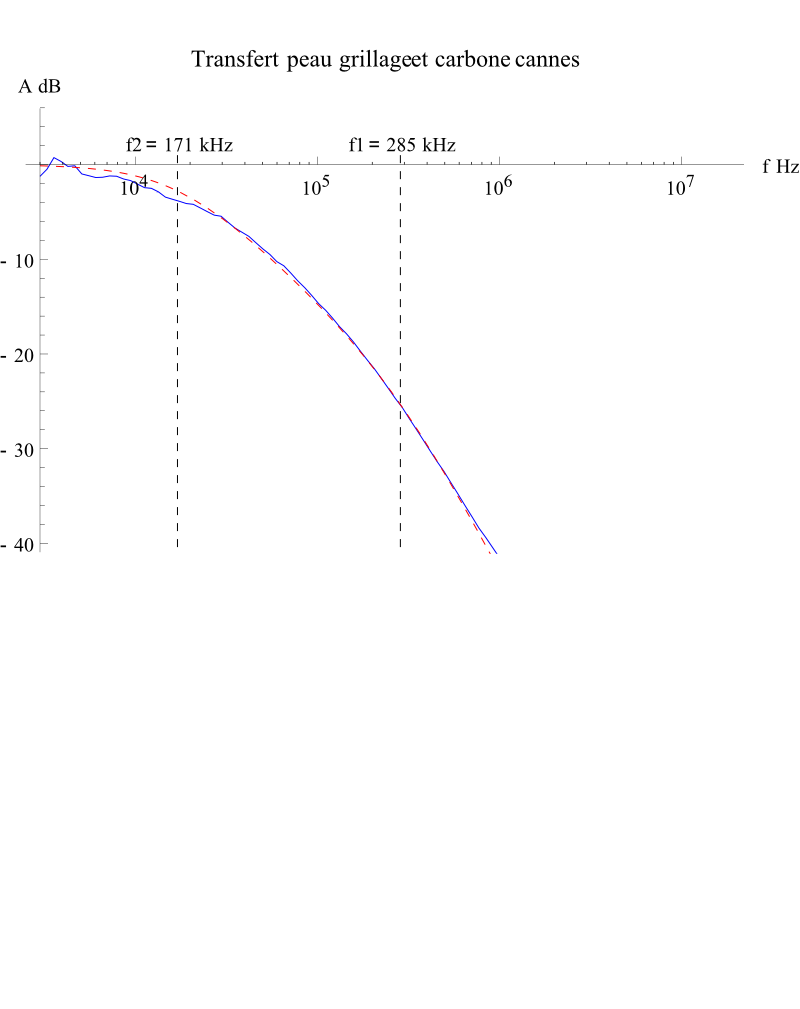 Transfert peau grillageet carbone cannes
A dB
f2 = 171 kHz f1 = 285 kHz
f Hz
10^4 10^5 10^6 10^7
- 10
- 20
- 30
- 40